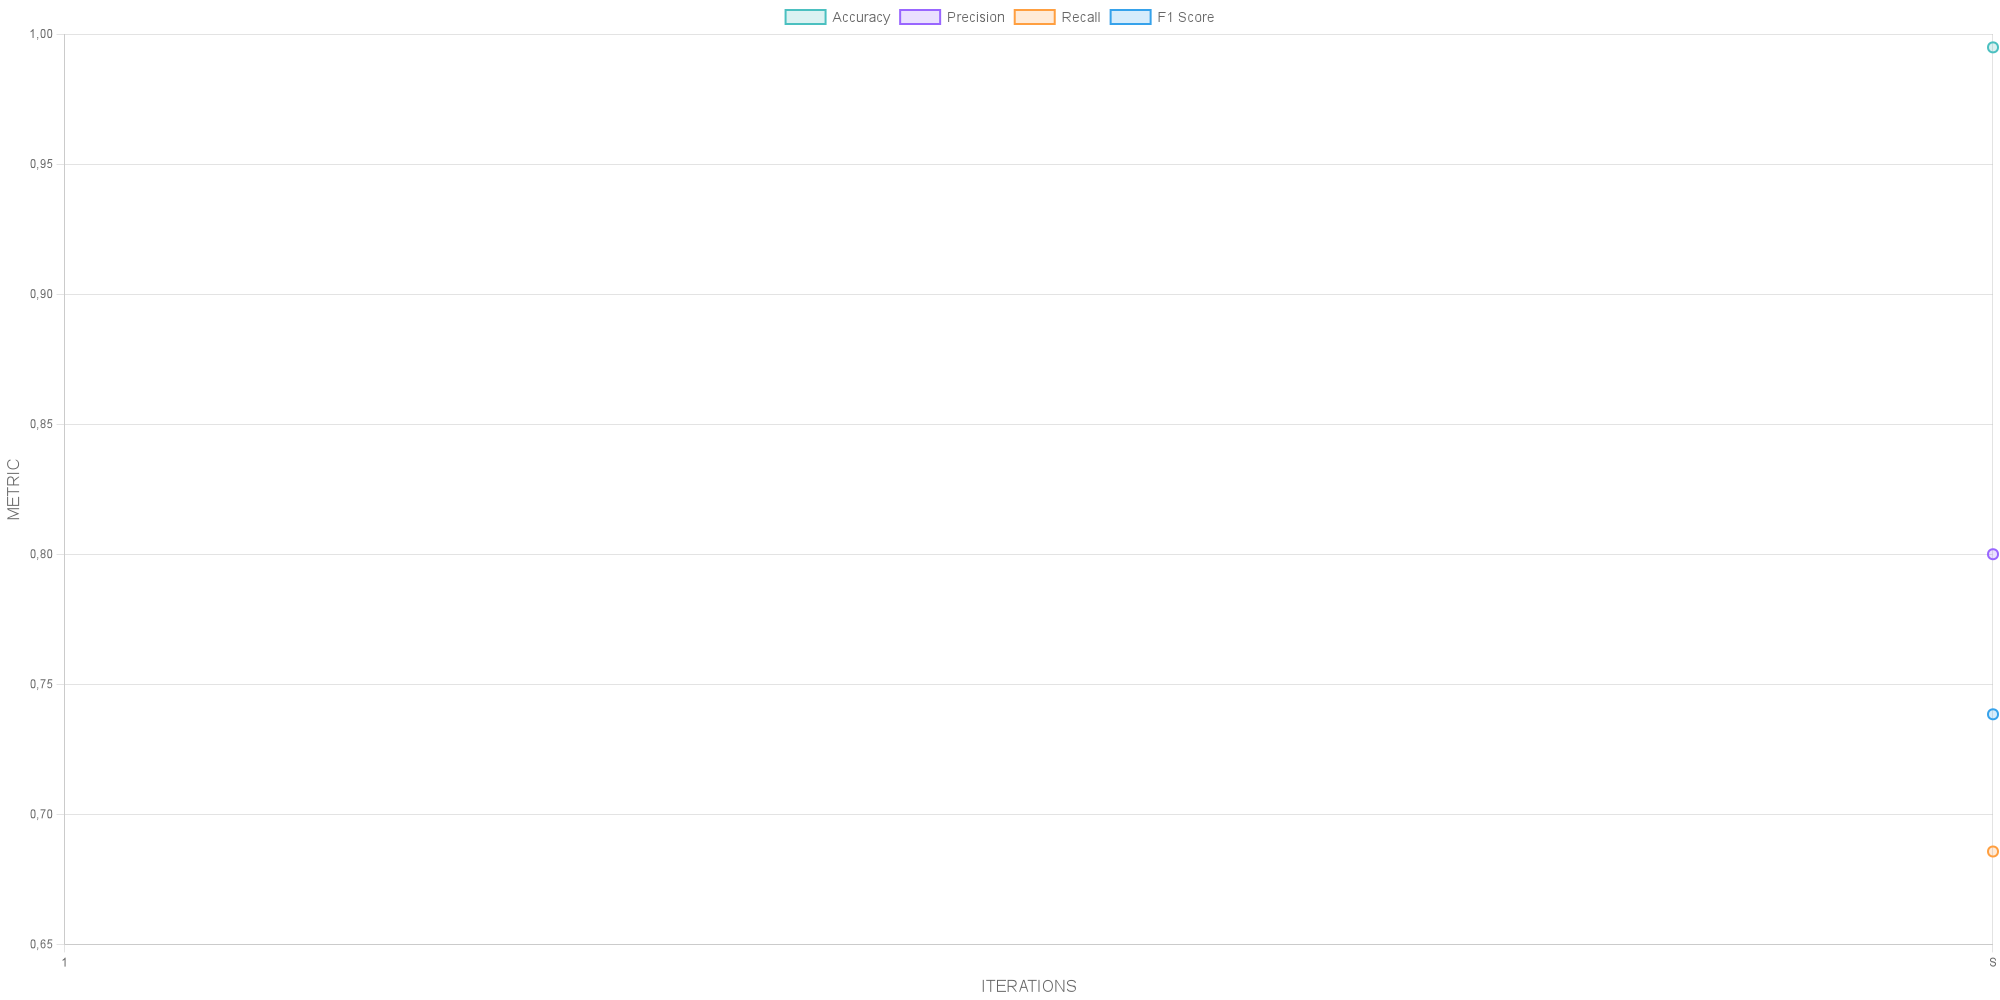 Accuracy Precision Recall F1 Score
1,00
0,95
0,90
0,85
0,80
0,75
0,70
0,65
METRIC
1 S
ITERATIONS